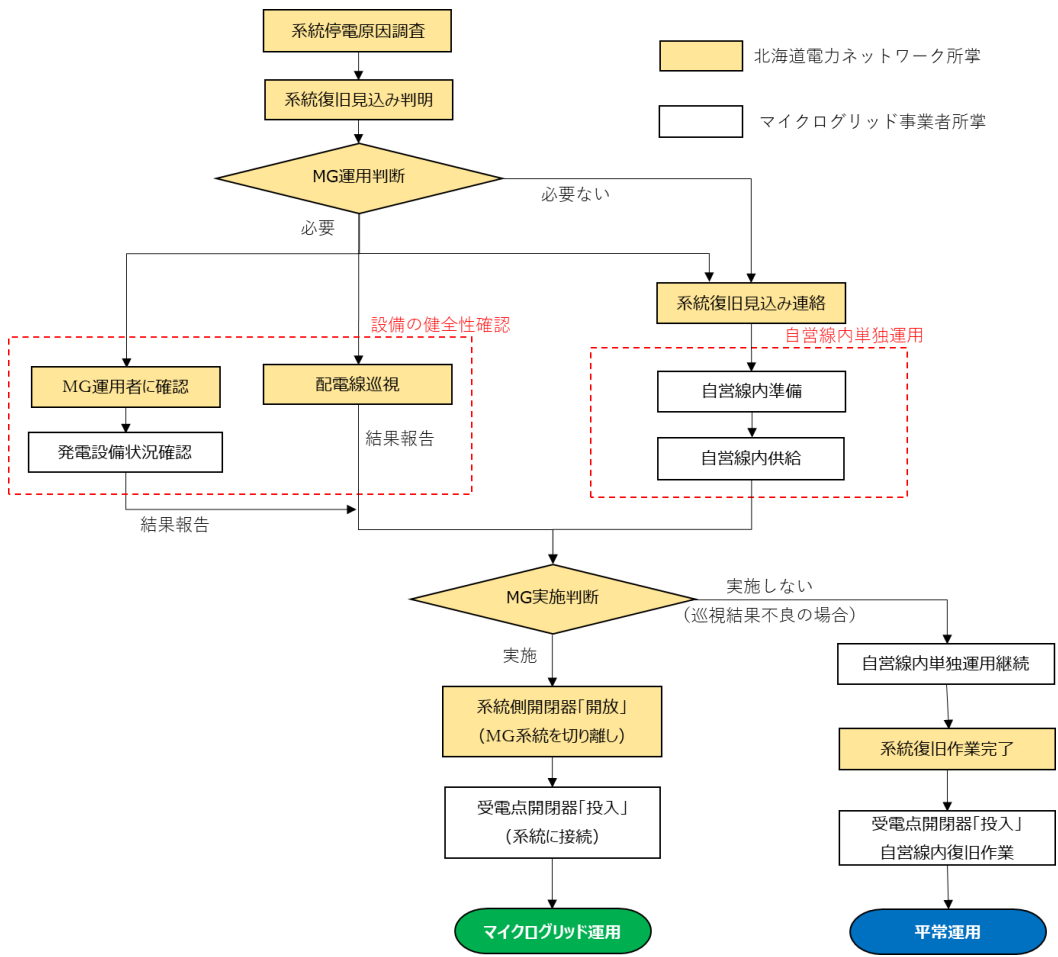 系統停電原因調査
北海道電力ネットワーク所掌
系統復旧見込み判明
マイクログリッド事業者所掌
MG運用判断
必要ない
必要
系統復旧見込み連絡
設備の健全性確認
自営線内単独運用
MG運用者に確認
配電線巡視
自営線内準備
結果報告
発電設備状況確認
自営線内供給
結果報告
MG実施判断
実施しない
（巡視結果不良の場合）
実施
自営線内単独運用継続
系統側開閉器｢開放｣
（MG系統を切り離し）
系統復旧作業完了
受電点開閉器｢投入｣
（系統に接続）
受電点開閉器｢投入｣
自営線内復旧作業
マイクログリッド運用
平常運用